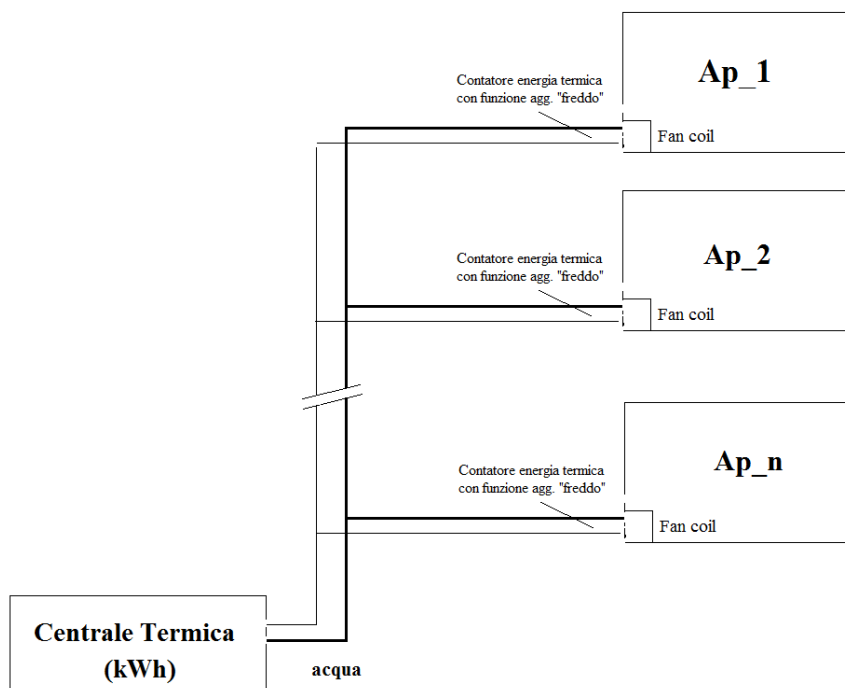 Ap_1
Contatore energia termica
con funzione agg. "freddo"
Fan coil
Ap_2
Contatore energia termica
con funzione agg. "freddo"
Fan coil
Ap_n
Contatore energia termica
con funzione agg. "freddo"
Fan coil
Centrale Termica
(kWh)
acqua